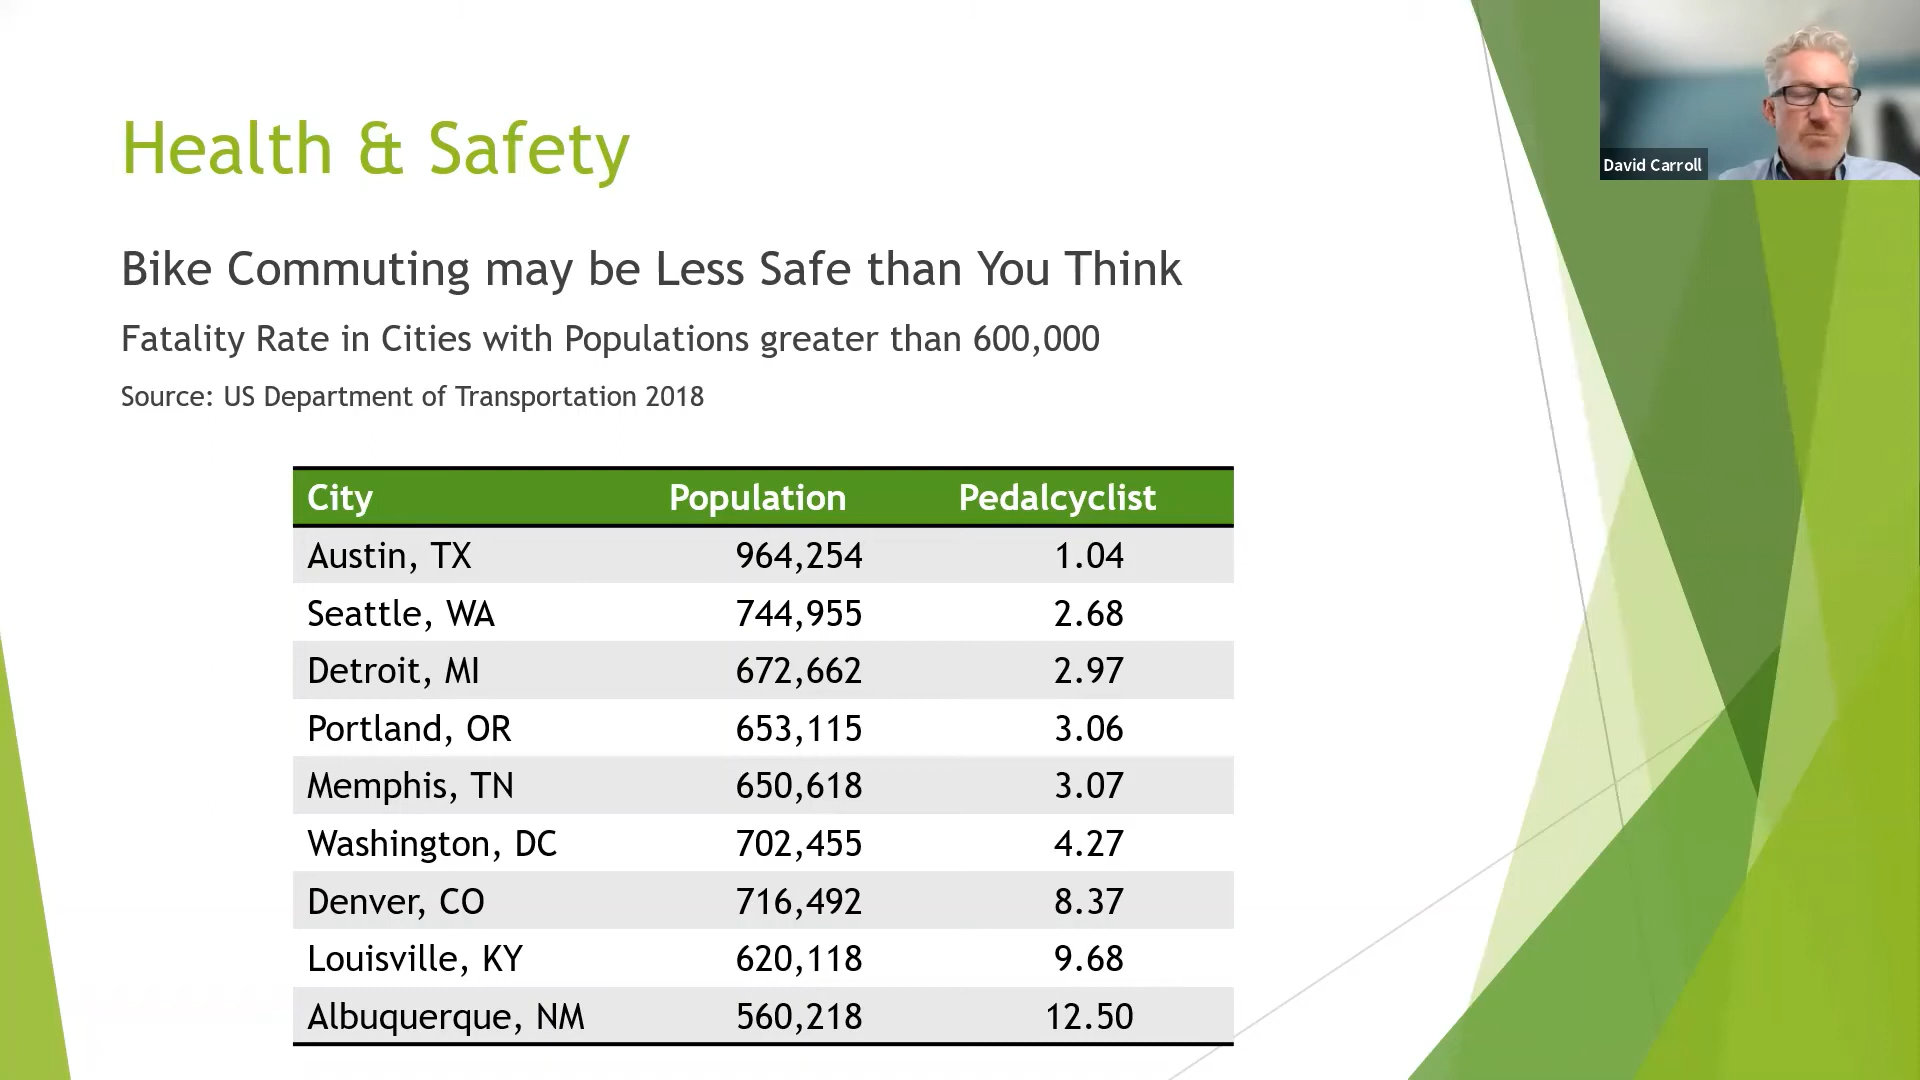 Health & Safety
David Carroll
Bike Commuting may be Less Safe than You Think
Fatality Rate in Cities with Populations greater than 600,000
Source: US Department of Transportation 2018
City Population Pedalcyclist
Austin, TX 964,254 1.04
Seattle, WA 744,955 2.68
Detroit, MI 672,662 2.97
Portland, OR 653,115 3.06
Memphis, TN 650,618 3.07
Washington, DC 702,455 4.27
Denver, CO 716,492 8.37
Louisville, KY 620,118 9.68
Albuquerque, NM 560,218 12.50